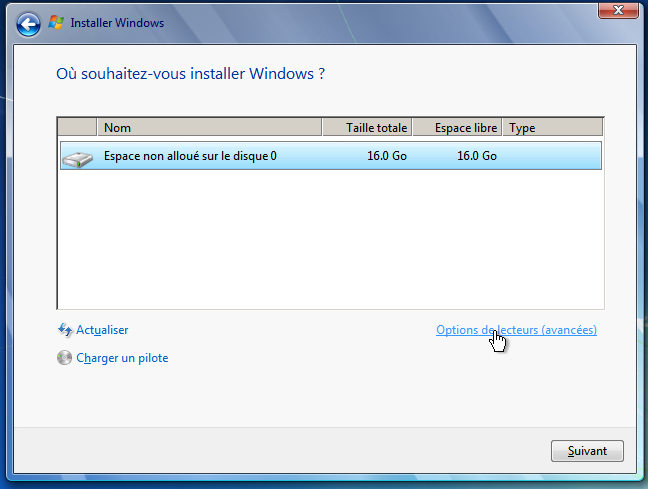 Installer Windows
Où souhaitez-vous installer Windows ?
Nom Taille totale Espace libre Type
Espace non alloué sur le disque 0 16.0 Go 16.0 Go
Actualiser Options de lecteurs (avancées)
Charger un pilote
Suivant